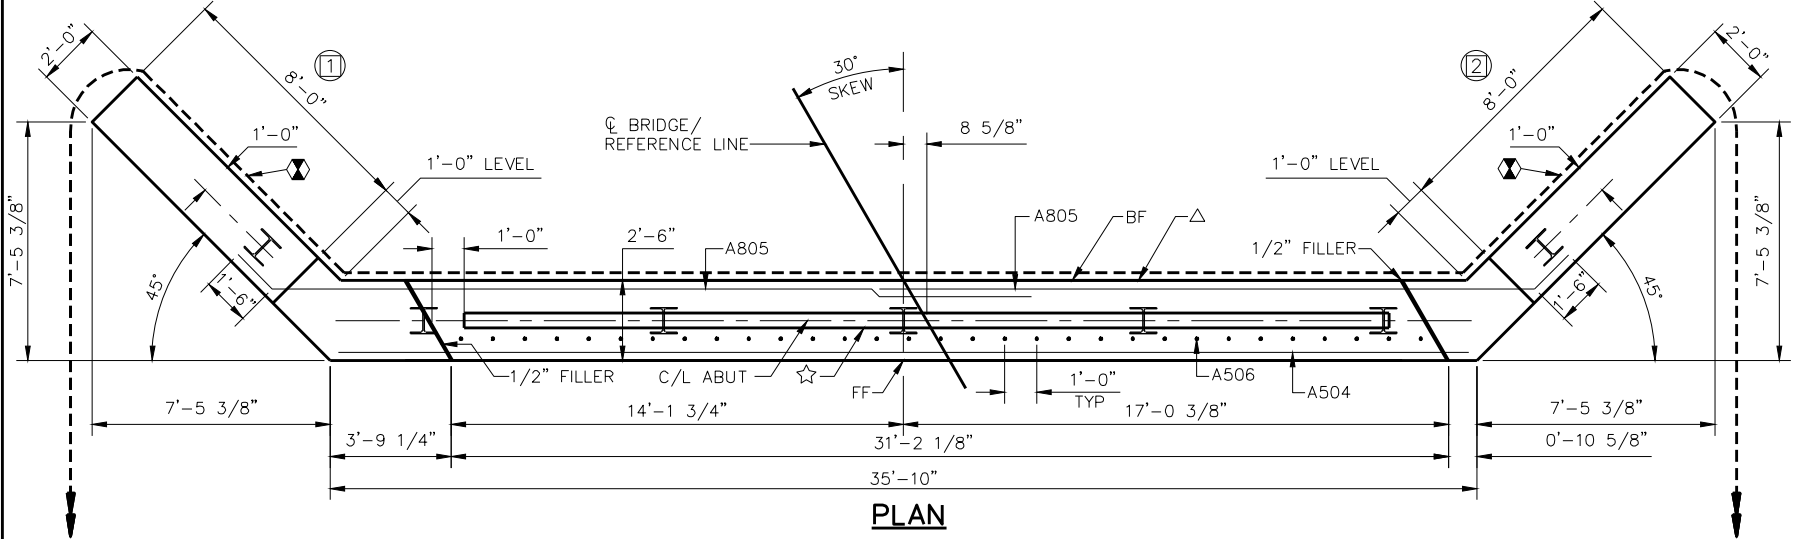 2'-0"
8'-0"
1
30°
SKEW
2
8'-0"
2'-0"
℄ BRIDGE/
REFERENCE LINE
8 5/8"
1'-0"
1'-0" LEVEL
1'-0" LEVEL
1'-0"
7'-5 3/8"
45°
1'-6"
1'-0"
2'-6"
A805
A805
BF
1/2" FILLER
1'-6"
45°
7'-5 3/8"
1/2" FILLER
C/L ABUT
FF
1'-0"
TYP
A506
A504
7'-5 3/8"
14'-1 3/4"
17'-0 3/8"
7'-5 3/8"
3'-9 1/4"
31'-2 1/8"
0'-10 5/8"
35'-10"
PLAN